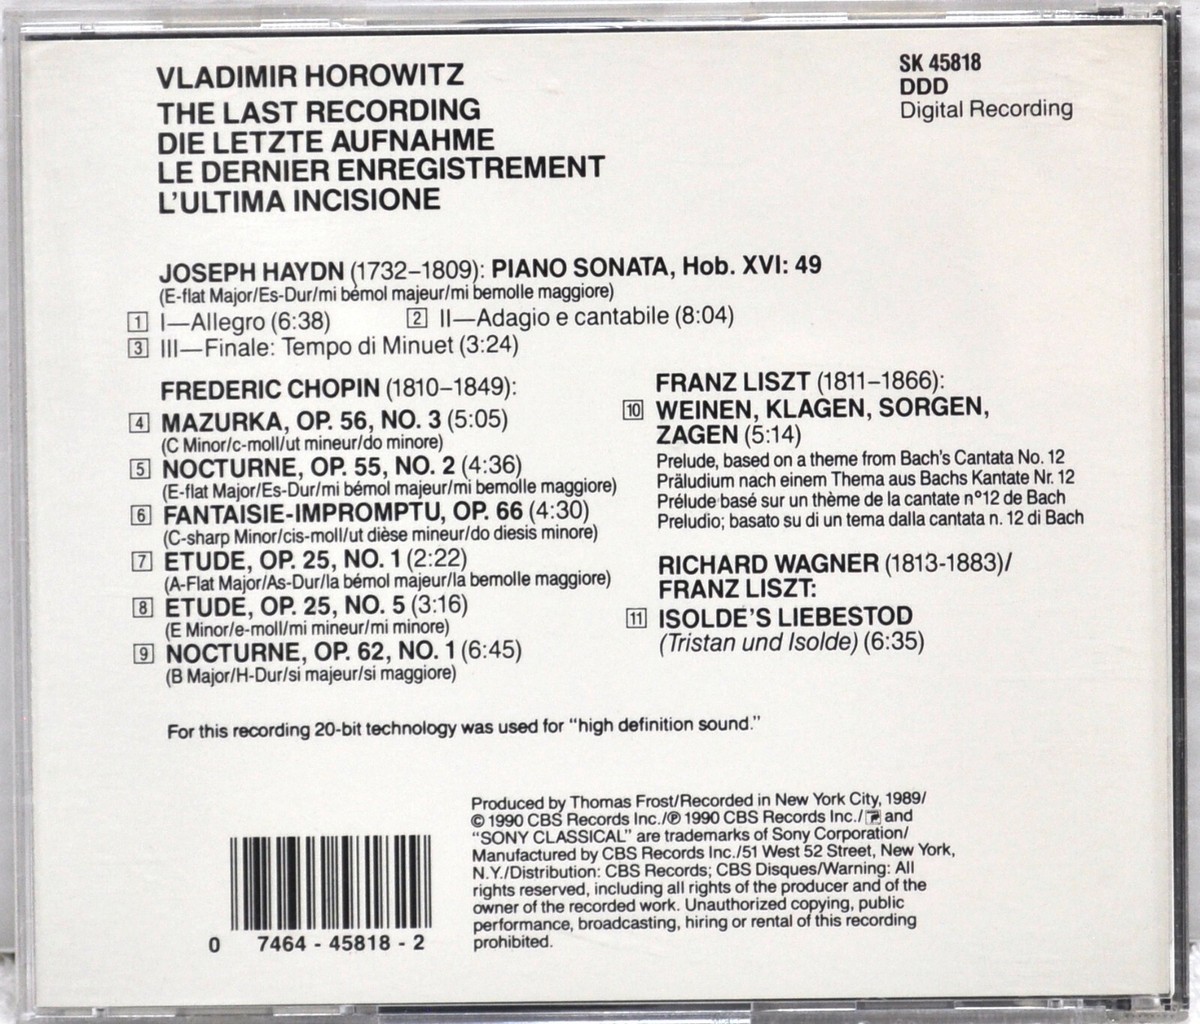 VLADIMIR HOROWITZ
THE LAST RECORDING
DIE LETZTE AUFNAHME
LE DERNIER ENREGISTREMENT
L'ULTIMA INCISIONE
SK 45818
DDD
Digital Recording
JOSEPH HAYDN (1732–1809): PIANO SONATA, Hob. XVI: 49
(E-flat Major/Es-Dur/mi bémol majeur/mi bemolle maggiore)
1 I—Allegro (6:38) 2 II—Adagio e cantabile (8:04)
3 III—Finale: Tempo di Minuet (3:24)
FREDERIC CHOPIN (1810–1849):
4 MAZURKA, OP. 56, NO. 3 (5:05)
(C Minor/c-moll/ut mineur/do minore)
5 NOCTURNE, OP. 55, NO. 2 (4:36)
(E-flat Major/Es-Dur/mi bémol majeur/mi bemolle maggiore)
6 FANTAISIE-IMPROMPTU, OP. 66 (4:30)
(C-sharp Minor/cis-moll/ut dièse mineur/do diesis minore)
7 ETUDE, OP. 25, NO. 1 (2:22)
(A-Flat Major/As-Dur/la bémol majeur/la bemolle maggiore)
8 ETUDE, OP. 25, NO. 5 (3:16)
(E Minor/e-moll/mi mineur/mi minore)
9 NOCTURNE, OP. 62, NO. 1 (6:45)
(B Major/H-Dur/si majeur/si maggiore)
FRANZ LISZT (1811–1866):
10 WEINEN, KLAGEN, SORGEN,
ZAGEN (5:14)
Prelude, based on a theme from Bach's Cantata No. 12
Präludium nach einem Thema aus Bachs Kantate Nr. 12
Prélude basé sur un thème de la cantate n°12 de Bach
Preludio; basato su di un tema dalla cantata n. 12 di Bach
RICHARD WAGNER (1813-1883)/
FRANZ LISZT:
11 ISOLDE'S LIEBESTOD
(Tristan und Isolde) (6:35)
For this recording 20-bit technology was used for "high definition sound."
Produced by Thomas Frost/Recorded in New York City, 1989/
© 1990 CBS Records Inc./℗ 1990 CBS Records Inc./ and
"SONY CLASSICAL" are trademarks of Sony Corporation/
Manufactured by CBS Records Inc./51 West 52 Street, New York,
N.Y./Distribution: CBS Records; CBS Disques/Warning: All
rights reserved, including all rights of the producer and of the
owner of the recorded work. Unauthorized copying, public
performance, broadcasting, hiring or rental of this recording
prohibited.
0 7464 - 45818 - 2